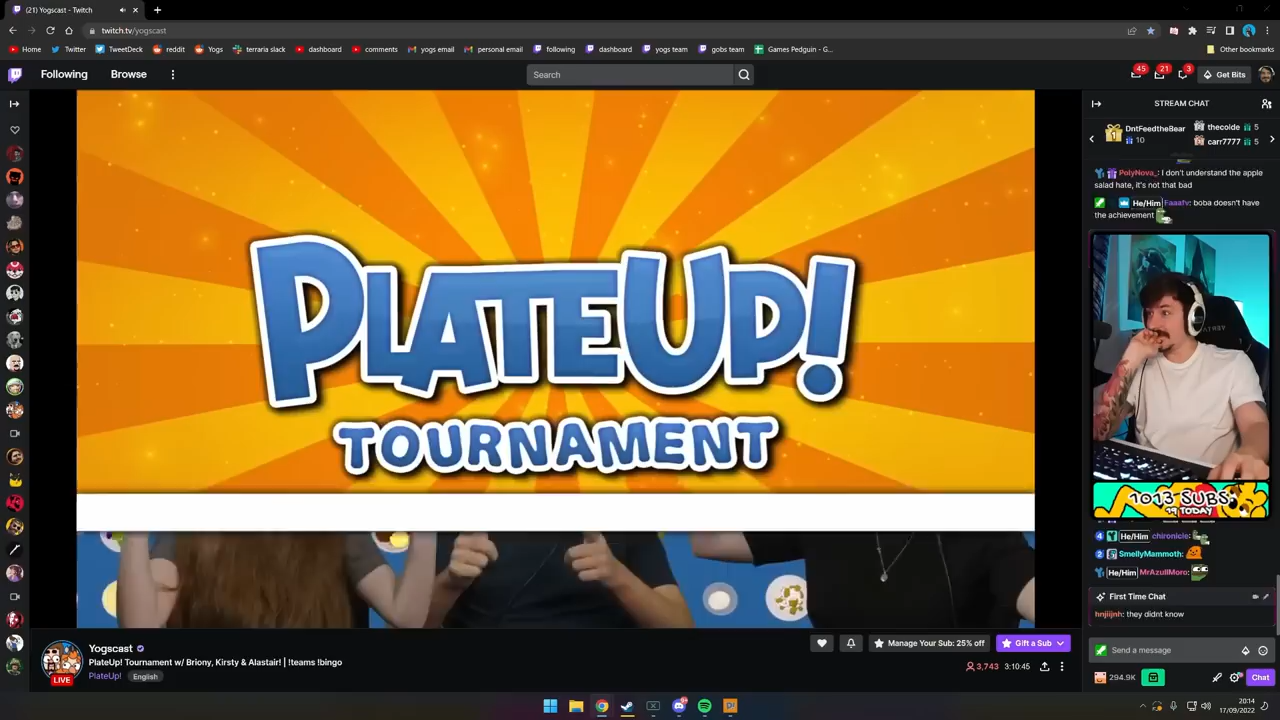 (21) Yogscast - Twitch
twitch.tv/yogscast
Home
Twitter
TweetDeck
reddit
Yogs
terraria slack
dashboard
comments
yogs email
personal email
following
dashboard
yogs team
gobs team
Games Pedguin - G...
Other bookmarks
Following
Browse
Search
45
21
3
Get Bits
STREAM CHAT
DntFeedtheBear
10
thecolde 5
carr7777 5
PolyNova_: I don't understand the apple
salad hate, it's not that bad
He/Him Faaafv: boba doesn't have
the achievement
PLATEUP!
TOURNAMENT
1013 SUBS
19 TODAY
He/Him chironicle:
SmellyMammoth:
He/Him MrAzullMoro:
First Time Chat
hnjiijnh: they didnt know
Send a message
294.9K
Chat
Yogscast
LIVE
PlateUp! Tournament w/ Briony, Kirsty & Alastair! | !teams !bingo
PlateUp!
English
Manage Your Sub: 25% off
Gift a Sub
3,743
3:10:45
20:14
17/09/2022